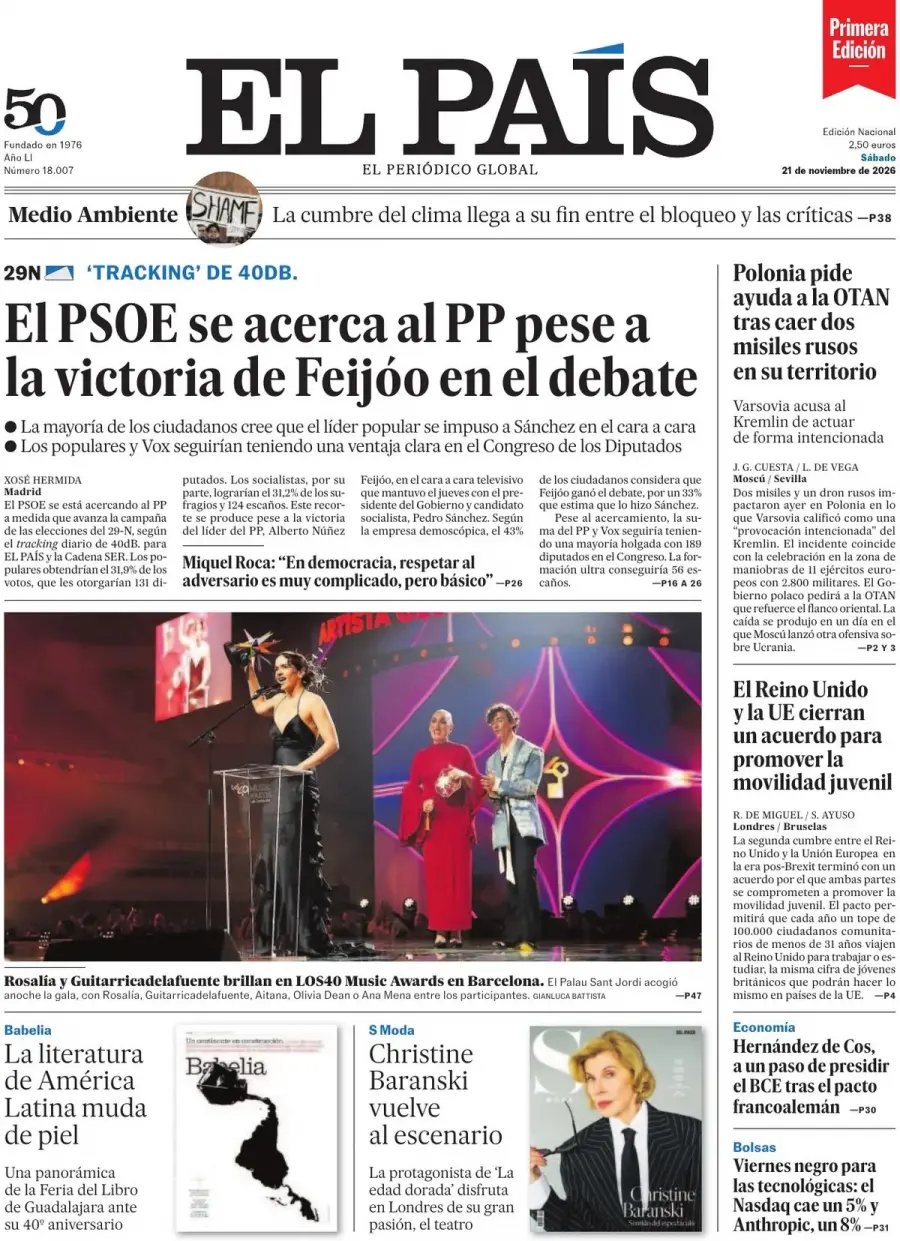 Primera
Edición
50
EL PAÍS
Fundado en 1976
Año LI
Número 18.007
EL PERIÓDICO GLOBAL
Edición Nacional
2,50 euros
Sábado
21 de noviembre de 2026
Medio Ambiente
SHAME
La cumbre del clima llega a su fin entre el bloqueo y las críticas —P38
29N ‘TRACKING’ DE 40DB.
El PSOE se acerca al PP pese a
la victoria de Feijóo en el debate
● La mayoría de los ciudadanos cree que el líder popular se impuso a Sánchez en el cara a cara
● Los populares y Vox seguirían teniendo una ventaja clara en el Congreso de los Diputados
XOSÉ HERMIDA
Madrid
El PSOE se está acercando al PP
a medida que avanza la campaña
de las elecciones del 29-N, según
el tracking diario de 40dB. para
EL PAÍS y la Cadena SER. Los po-
pulares obtendrían el 31,9% de los
votos, que les otorgarían 131 di-
putados. Los socialistas, por su
parte, lograrían el 31,2% de los su-
fragios y 124 escaños. Este recor-
te se produce pese a la victoria
del líder del PP, Alberto Núñez
Feijóo, en el cara a cara televisivo
que mantuvo el jueves con el pre-
sidente del Gobierno y candidato
socialista, Pedro Sánchez. Según
la empresa demoscópica, el 43%
de los ciudadanos considera que
Feijóo ganó el debate, por un 33%
que estima que lo hizo Sánchez.
Pese al acercamiento, la su-
ma del PP y Vox seguiría tenien-
do una mayoría holgada con 189
diputados en el Congreso. La for-
mación ultra conseguiría 56 es-
caños. —P16 A 26
Miquel Roca: “En democracia, respetar al
adversario es muy complicado, pero básico” —P26
ARTISTA
Rosalía y Guitarricadelafuente brillan en LOS40 Music Awards en Barcelona. El Palau Sant Jordi acogió
anoche la gala, con Rosalía, Guitarricadelafuente, Aitana, Olivia Dean o Ana Mena entre los participantes. GIANLUCA BATTISTA —P47
Polonia pide
ayuda a la OTAN
tras caer dos
misiles rusos
en su territorio
Varsovia acusa al
Kremlin de actuar
de forma intencionada
J. G. CUESTA / L. DE VEGA
Moscú / Sevilla
Dos misiles y un dron rusos im-
pactaron ayer en Polonia en lo
que Varsovia calificó como una
“provocación intencionada” del
Kremlin. El incidente coincide
con la celebración en la zona de
maniobras de 11 ejércitos euro-
peos con 2.800 militares. El Go-
bierno polaco pedirá a la OTAN
que refuerce el flanco oriental. La
caída se produjo en un día en el
que Moscú lanzó otra ofensiva so-
bre Ucrania. —P2 Y 3
El Reino Unido
y la UE cierran
un acuerdo para
promover la
movilidad juvenil
R. DE MIGUEL / S. AYUSO
Londres / Bruselas
La segunda cumbre entre el Rei-
no Unido y la Unión Europea en
la era pos-Brexit terminó con un
acuerdo por el que ambas partes
se comprometen a promover la
movilidad juvenil. El pacto per-
mitirá que cada año un tope de
100.000 ciudadanos comunita-
rios de menos de 31 años viajen
al Reino Unido para trabajar o es-
tudiar, la misma cifra de jóvenes
británicos que podrán hacer lo
mismo en países de la UE. —P4
Economía
Hernández de Cos,
a un paso de presidir
el BCE tras el pacto
francoalemán —P30
Bolsas
Viernes negro para
las tecnológicas: el
Nasdaq cae un 5% y
Anthropic, un 8% —P31
Babelia
La literatura
de América
Latina muda
de piel
Una panorámica
de la Feria del Libro
de Guadalajara ante
su 40º aniversario
Un continente en construcción.
Babelia
S Moda
Christine
Baranski
vuelve
al escenario
La protagonista de ‘La
edad dorada’ disfruta
en Londres de su gran
pasión, el teatro
S
MODA
EL PAÍS
Christine
Baranski